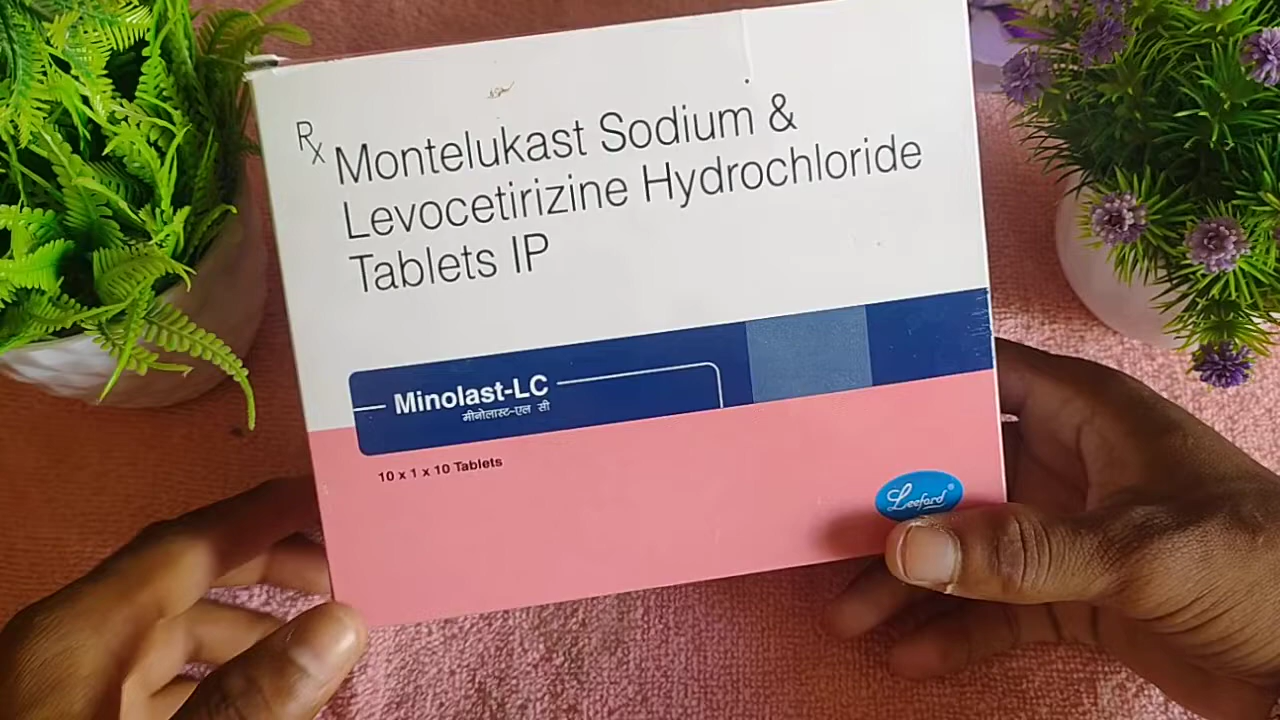 Rx Montelukast Sodium &
Levocetirizine Hydrochloride
Tablets IP
Minolast-LC
मीनोलास्ट-एल सी
10 x 1 x 10 Tablets
Leeford®